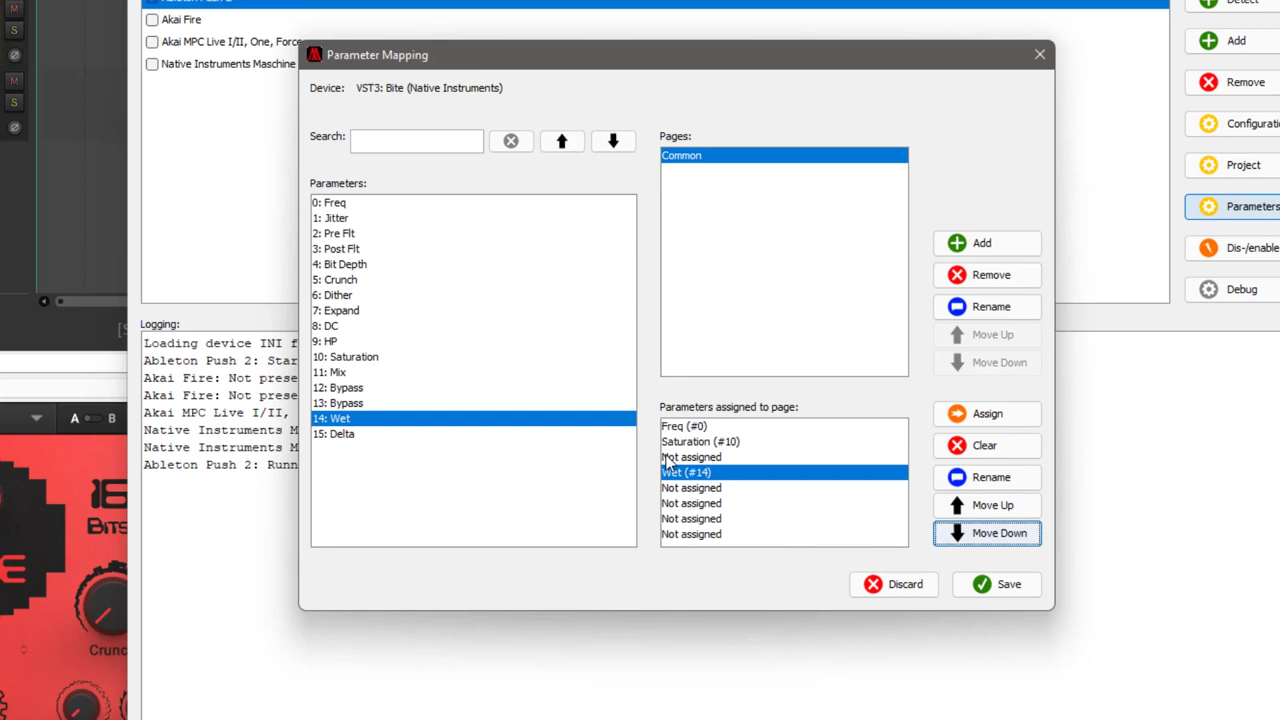 M
S
M
S
Akai Fire
Akai MPC Live I/II, One, Force
Native Instruments Maschine
Detect
Add
Remove
Project
Parameters
Debug
Parameter Mapping
Device: VST3: Bite (Native Instruments)
Search:
Parameters:
0: Freq
1: Jitter
2: Pre Flt
3: Post Flt
4: Bit Depth
5: Crunch
6: Dither
7: Expand
8: DC
9: HP
10: Saturation
11: Mix
12: Bypass
13: Bypass
14: Wet
15: Delta
Pages:
Common
Add
Remove
Rename
Move Up
Move Down
Parameters assigned to page:
Freq (#0)
Saturation (#10)
Not assigned
Wet (#14)
Not assigned
Not assigned
Not assigned
Not assigned
Assign
Clear
Rename
Move Up
Move Down
Discard
Save
Logging:
Loading device INI f
Ableton Push 2: Star
Akai Fire: Not prese
Akai Fire: Not prese
Akai MPC Live I/II,
Native Instruments M
Native Instruments M
Ableton Push 2: Runn
A B